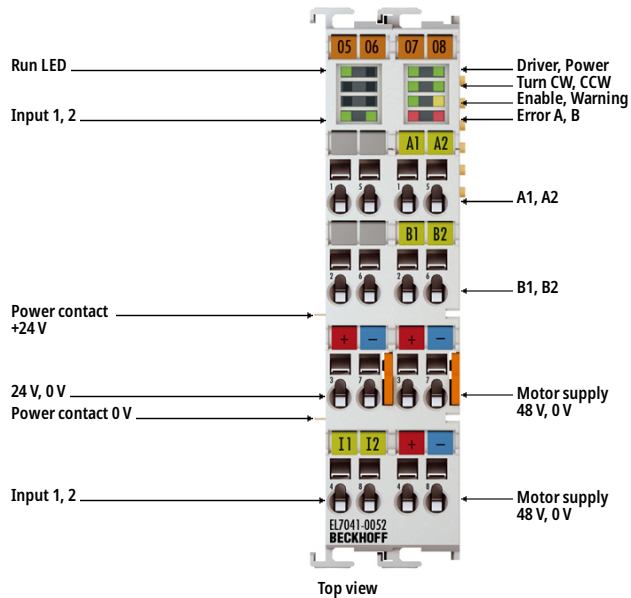 05 06 07 08
Run LED
Driver, Power
Turn CW, CCW
Enable, Warning
Error A, B
Input 1, 2
A1 A2
1 5 1 5
A1, A2
B1 B2
2 6 2 6
B1, B2
Power contact
+24 V
+ − + −
3 7 3 7
24 V, 0 V
Motor supply
48 V, 0 V
Power contact 0 V
I1 I2 + −
4 8 4 8
Input 1, 2
Motor supply
48 V, 0 V
EL7041-0052
BECKHOFF
Top view